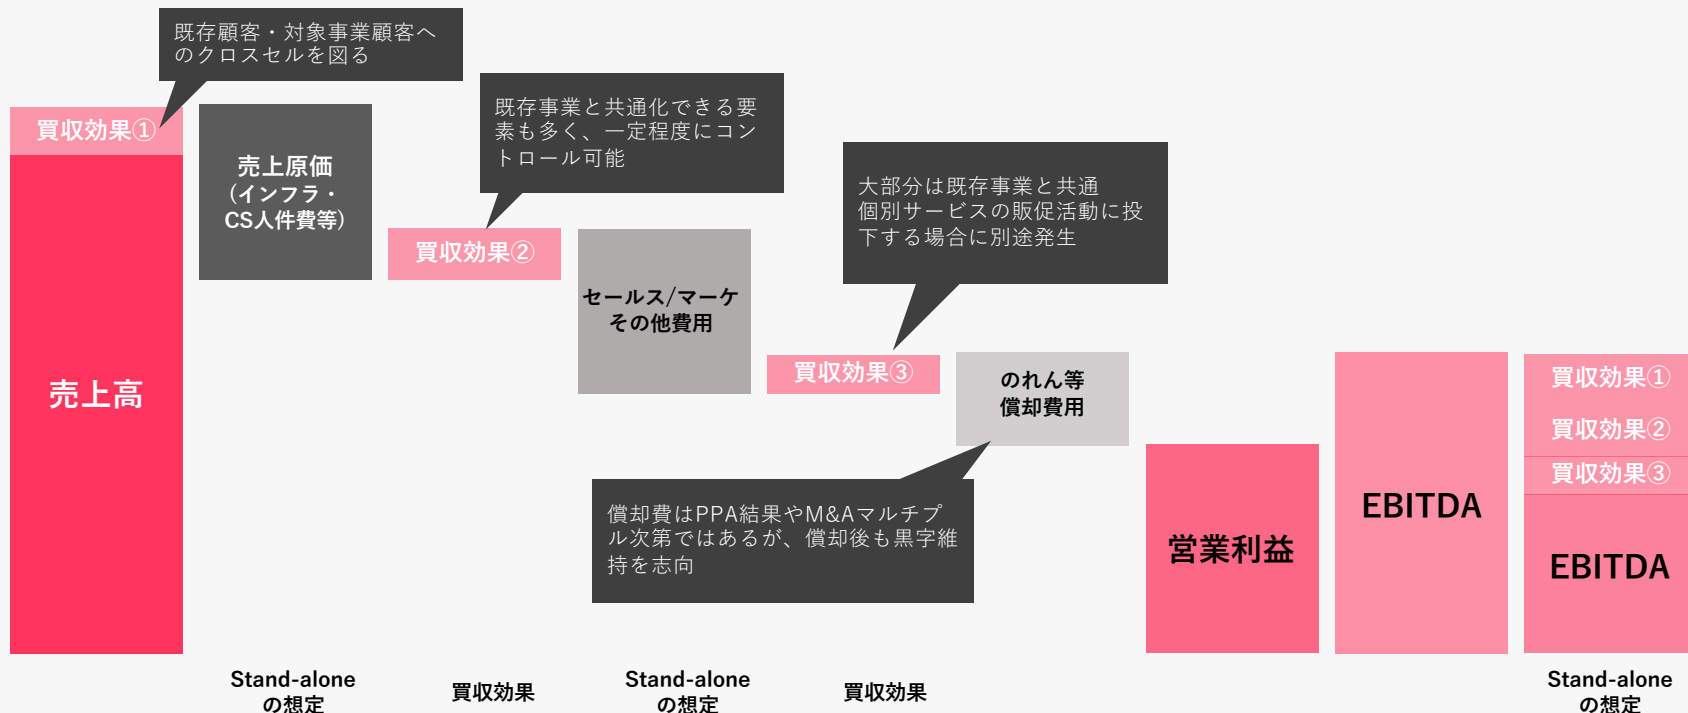 既存顧客・対象事業顧客へ
のクロスセルを図る
買収効果①
売上高
売上原価
（インフラ・
CS人件費等）
既存事業と共通化できる要
素も多く、一定程度にコン
トロール可能
買収効果②
セールス/マーケ
その他費用
大部分は既存事業と共通
個別サービスの販促活動に投
下する場合に別途発生
買収効果③
のれん等
償却費用
償却費はPPA結果やM&Aマルチプ
ル次第ではあるが、償却後も黒字維
持を志向
営業利益
EBITDA
買収効果①
買収効果②
買収効果③
EBITDA
Stand-alone
の想定
買収効果
Stand-alone
の想定
買収効果
Stand-alone
の想定